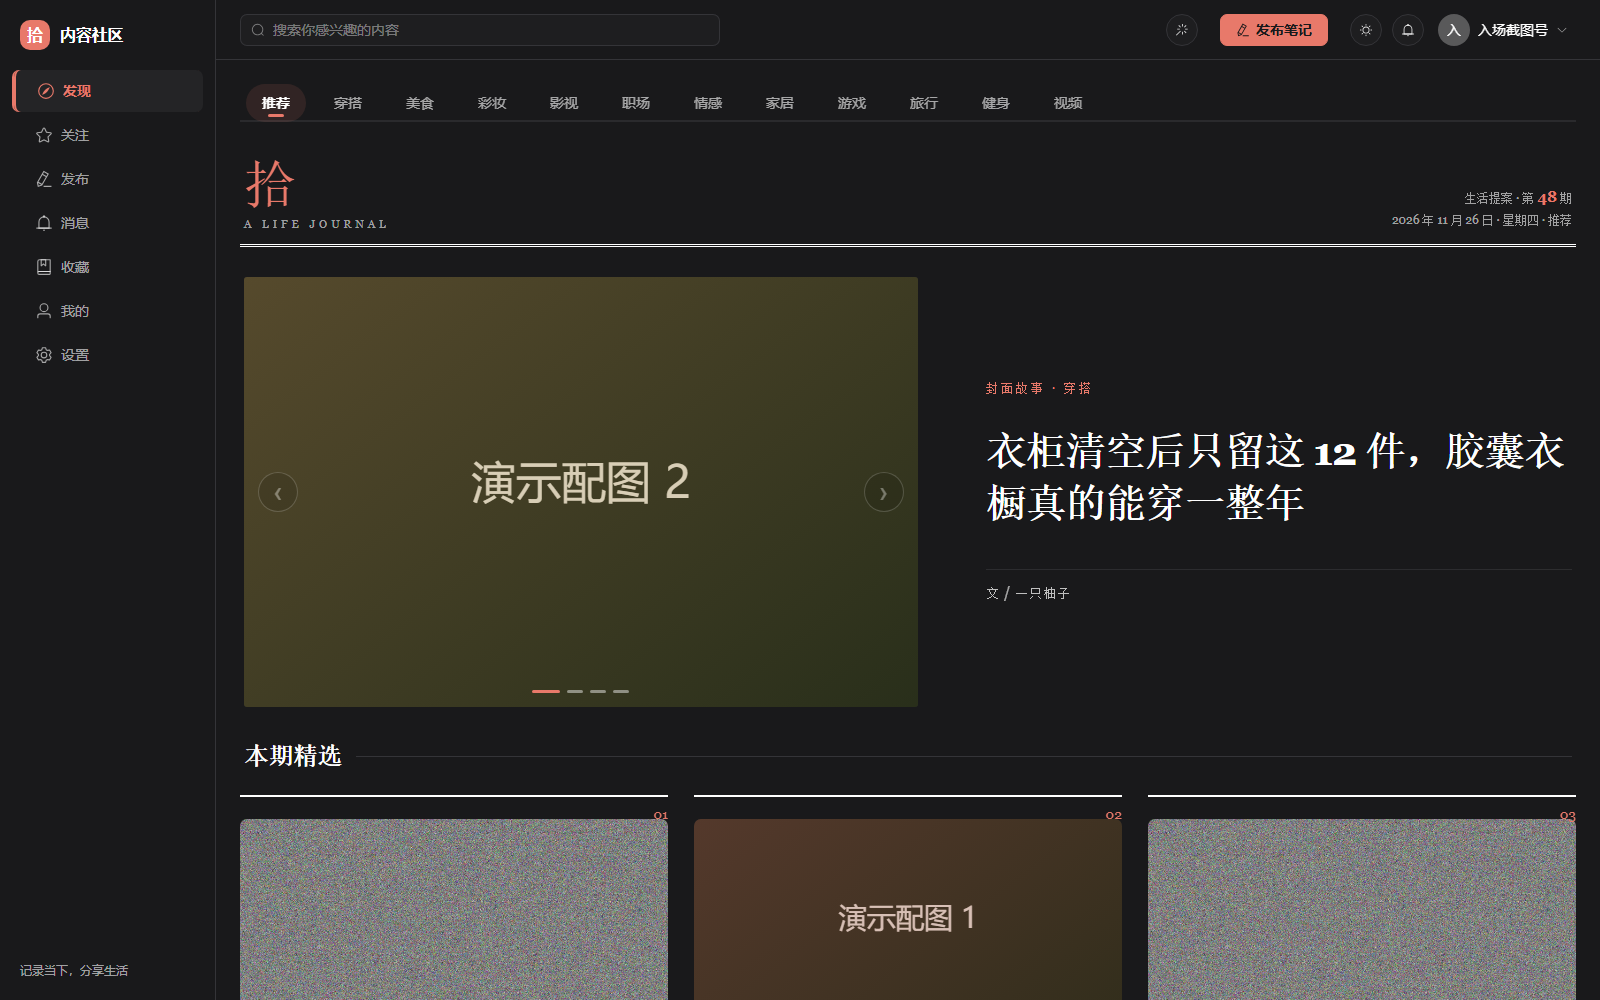 拾 内容社区
搜索你感兴趣的内容
发布笔记
入 入场截图号
发现
关注
发布
消息
收藏
我的
设置
记录当下，分享生活
推荐 穿搭 美食 彩妆 影视 职场 情感 家居 游戏 旅行 健身 视频
拾
A LIFE JOURNAL
生活提案·第 48 期
2026 年 11 月 26 日·星期四·推荐
演示配图 2
封面故事 · 穿搭
衣柜清空后只留这 12 件，胶囊衣
橱真的能穿一整年
文 / 一只柚子
本期精选
01
02
03
演示配图 1